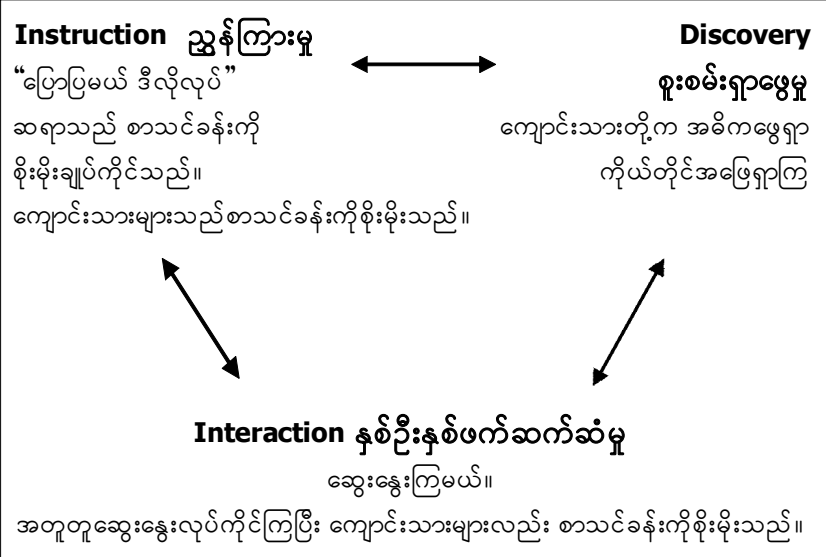 Instruction ညွှန်ကြားမှု
“ပြောပြမယ် ဒီလိုလုပ်”
ဆရာသည် စာသင်ခန်းကို
စိုးမိုးချုပ်ကိုင်သည်။
ကျောင်းသားများသည်စာသင်ခန်းကိုစိုးမိုးသည်။
Discovery
စူးစမ်းရှာဖွေမှု
ကျောင်းသားတို့က အဓိကဖွေရှာ
ကိုယ်တိုင်အဖြေရှာကြ
Interaction နှစ်ဦးနှစ်ဖက်ဆက်ဆံမှု
ဆွေးနွေးကြမယ်။
အတူတူဆွေးနွေးလုပ်ကိုင်ကြပြီး ကျောင်းသားများလည်း စာသင်ခန်းကိုစိုးမိုးသည်။